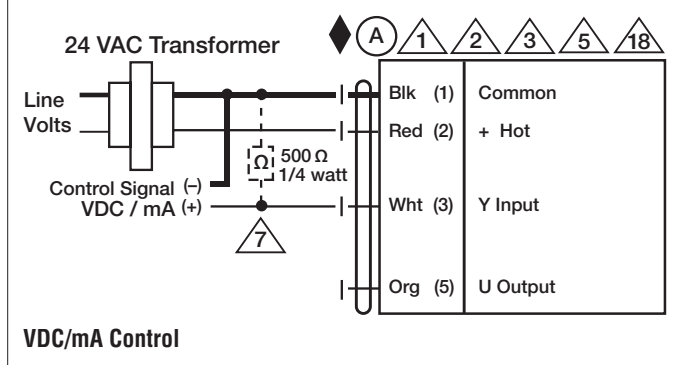 24 VAC Transformer
A 1 2 3 5 18
Line
Volts
Blk (1) Common
Red (2) + Hot
Ω 500 Ω
1/4 watt
Control Signal (–)
VDC / mA (+)
Wht (3) Y Input
7
Org (5) U Output
VDC/mA Control